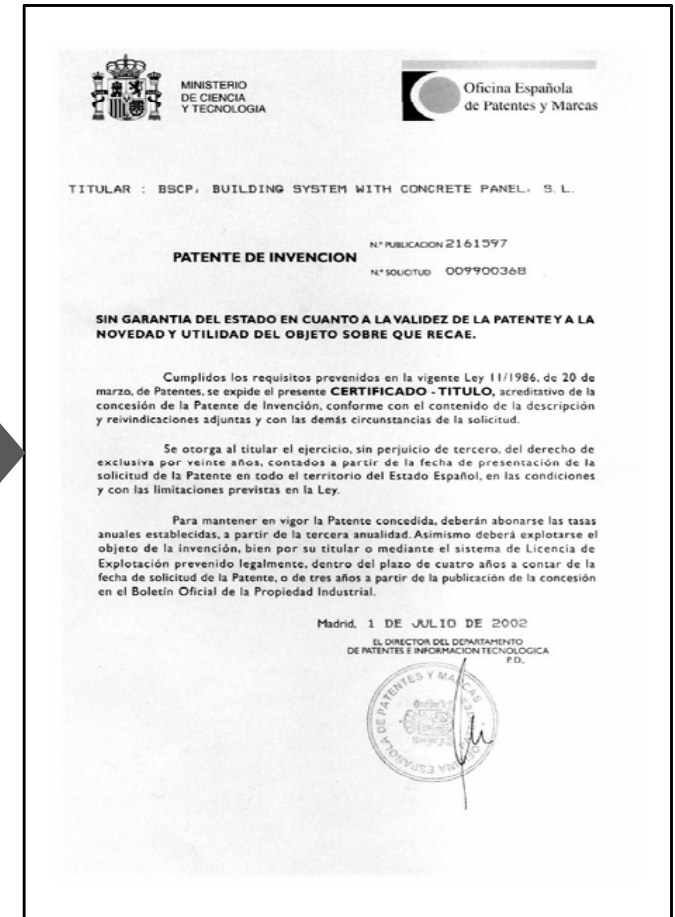 MINISTERIO
DE CIENCIA
Y TECNOLOGIA
Oficina Española
de Patentes y Marcas
TITULAR : BSCP, BUILDING SYSTEM WITH CONCRETE PANEL, S.L.
PATENTE DE INVENCION
N.º PUBLICACION 2161597
N.º SOLICITUD 009900368
SIN GARANTIA DEL ESTADO EN CUANTO A LA VALIDEZ DE LA PATENTE Y A LA
NOVEDAD Y UTILIDAD DEL OBJETO SOBRE QUE RECAE.
Cumplidos los requisitos prevenidos en la vigente Ley 11/1986, de 20 de
marzo, de Patentes, se expide el presente CERTIFICADO - TITULO, acreditativo de la
concesión de la Patente de Invención, conforme con el contenido de la descripción
y reivindicaciones adjuntas y con las demás circunstancias de la solicitud.
Se otorga al titular el ejercicio, sin perjuicio de tercero, del derecho de
exclusiva por veinte años, contados a partir de la fecha de presentación de la
solicitud de la Patente en todo el territorio del Estado Español, en las condiciones
y con las limitaciones previstas en la Ley.
Para mantener en vigor la Patente concedida, deberán abonarse las tasas
anuales establecidas, a partir de la tercera anualidad. Asimismo deberá explotarse el
objeto de la invención, bien por su titular o mediante el sistema de Licencia de
Explotación prevenido legalmente, dentro del plazo de cuatro años a contar de la
fecha de solicitud de la Patente, o de tres años a partir de la publicación de la concesión
en el Boletín Oficial de la Propiedad Industrial.
Madrid, 1 DE JULIO DE 2002
EL DIRECTOR DEL DEPARTAMENTO
DE PATENTES E INFORMACION TECNOLOGICA
P.D.,
OFICINA ESPAÑOLA DE PATENTES Y MARCAS